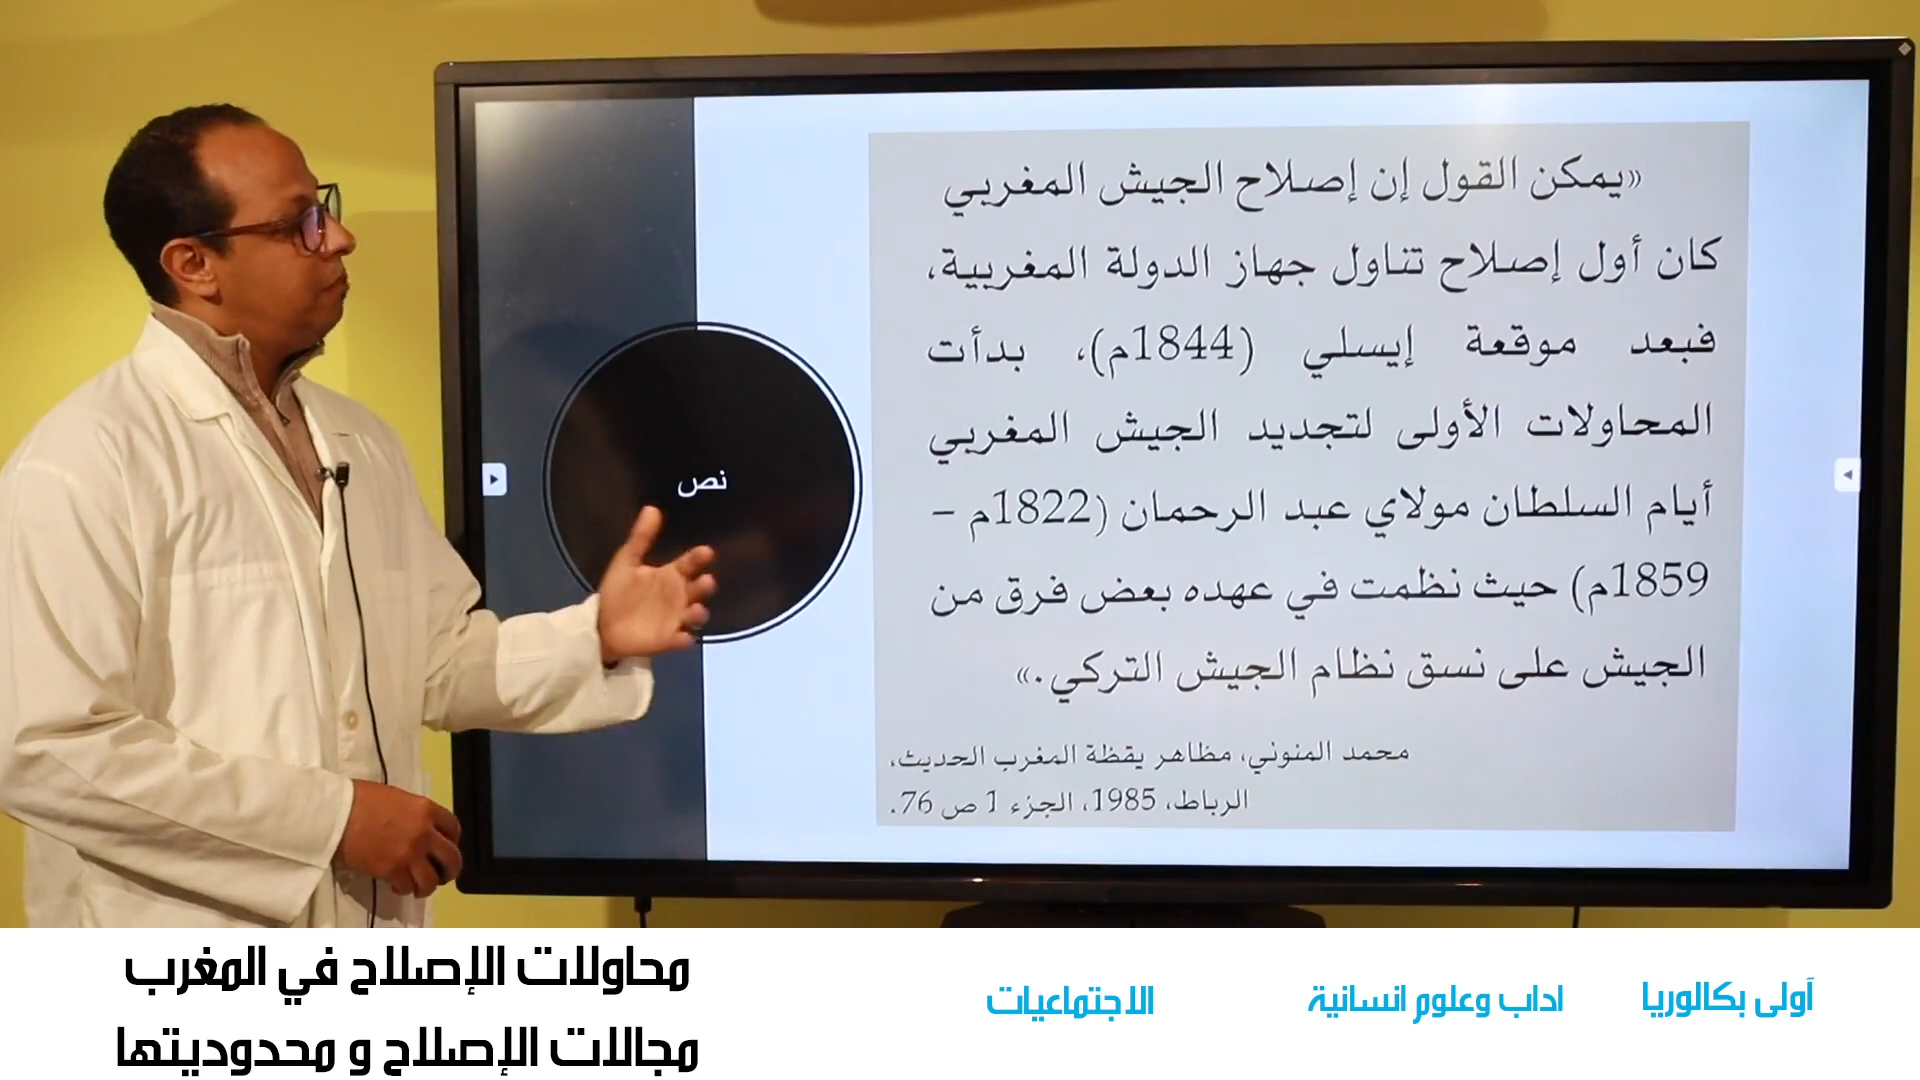 «يمكن القول إن إصلاح الجيش المغربي
كان أول إصلاح تناول جهاز الدولة المغربية،
فبعد موقعة إيسلي (1844م)، بدأت
المحاولات الأولى لتجديد الجيش المغربي
أيام السلطان مولاي عبد الرحمان (1822م –
1859م) حيث نظمت في عهده بعض فرق من
الجيش على نسق نظام الجيش التركي.»
محمد المنوني، مظاهر يقظة المغرب الحديث،
الرباط، 1985، الجزء 1 ص 76.
نص
أولى بكالوريا
اداب وعلوم انسانية
الاجتماعيات
محاولات الإصلاح في المغرب
مجالات الإصلاح و محدوديتها